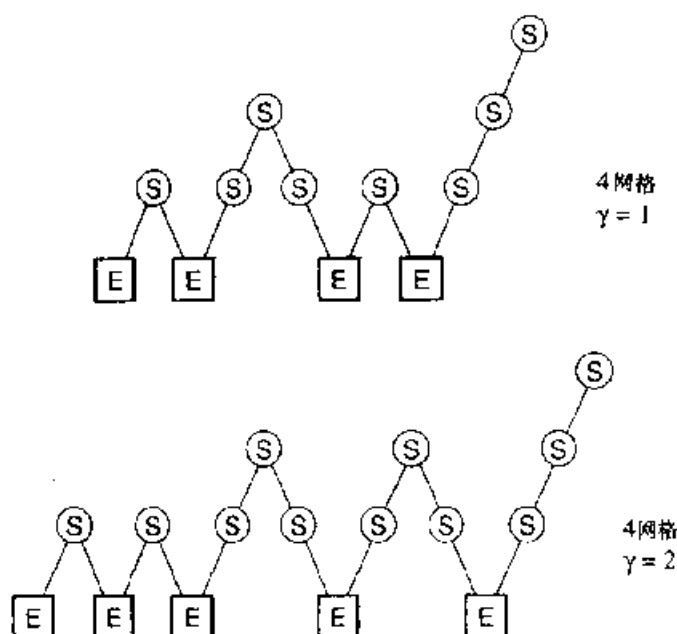 S
S
S
S S S S S
4网格
γ = 1
E E E E
S
S S S
S S S S S S S
4网格
γ = 2
E E E E E